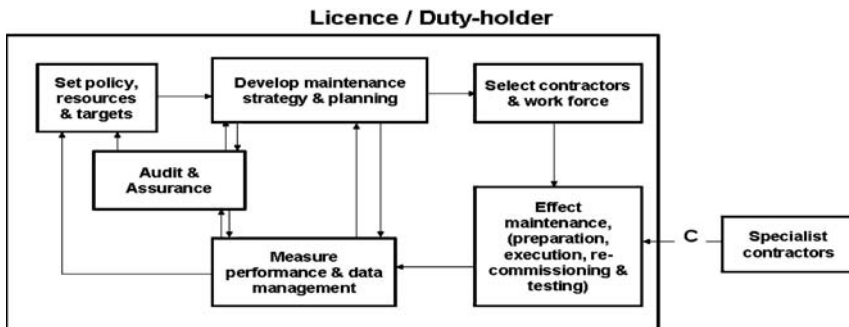 Licence / Duty-holder
Set policy,
resources
& targets
Develop maintenance
strategy & planning
Select contractors
& work force
Audit &
Assurance
Effect
maintenance,
(preparation,
execution, re-
commissioning &
testing)
C
Specialist
contractors
Measure
performance & data
management